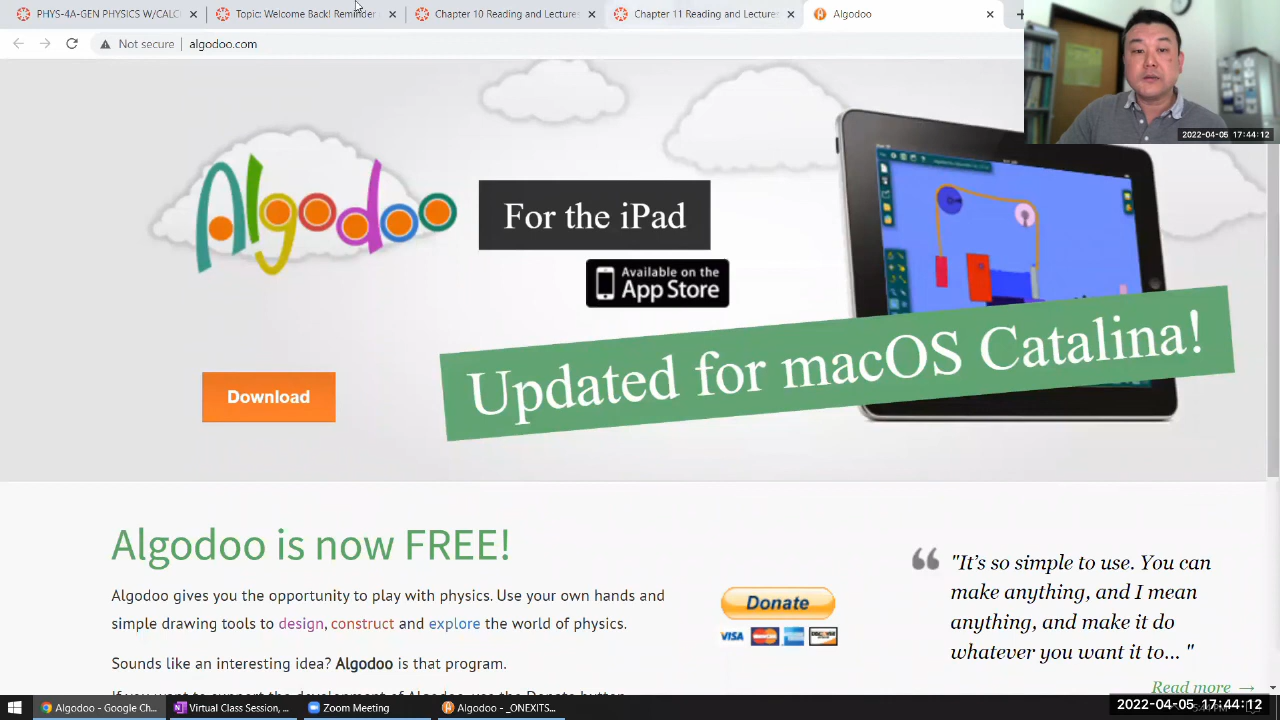 PHYS-4A-GEN PHYSICS W/CALC
Topic: Welcome Back! Reminder
Chapter 10 Reading and Lectures
Chapter 11 Reading and Lectures
Algodoo
Not secure
algodoo.com
2022-04-05 17:44:12
Algodoo
For the iPad
Available on the
App Store
Updated for macOS Catalina!
Download
Algodoo is now FREE!
Algodoo gives you the opportunity to play with physics. Use your own hands and
simple drawing tools to design, construct and explore the world of physics.
Sounds like an interesting idea? Algodoo is that program.
Donate
VISA
DISCOVER
"It's so simple to use. You can
make anything, and I mean
anything, and make it do
whatever you want it to... "
Read more →
Algodoo - Google Ch...
Virtual Class Session, ...
Zoom Meeting
Algodoo - _ONEXITS...
2022-04-05 17:44:12